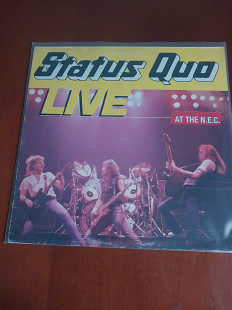 Status Quo
LIVE
AT THE N.E.C.